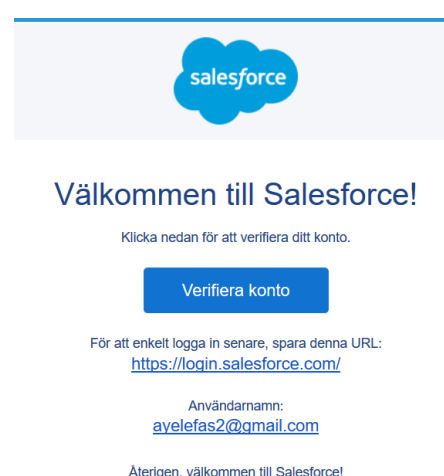 salesforce
Välkommen till Salesforce!
Klicka nedan för att verifiera ditt konto.
Verifiera konto
För att enkelt logga in senare, spara denna URL:
https://login.salesforce.com/
Användarnamn:
ayelefas2@gmail.com
Återigen, välkommen till Salesforce!